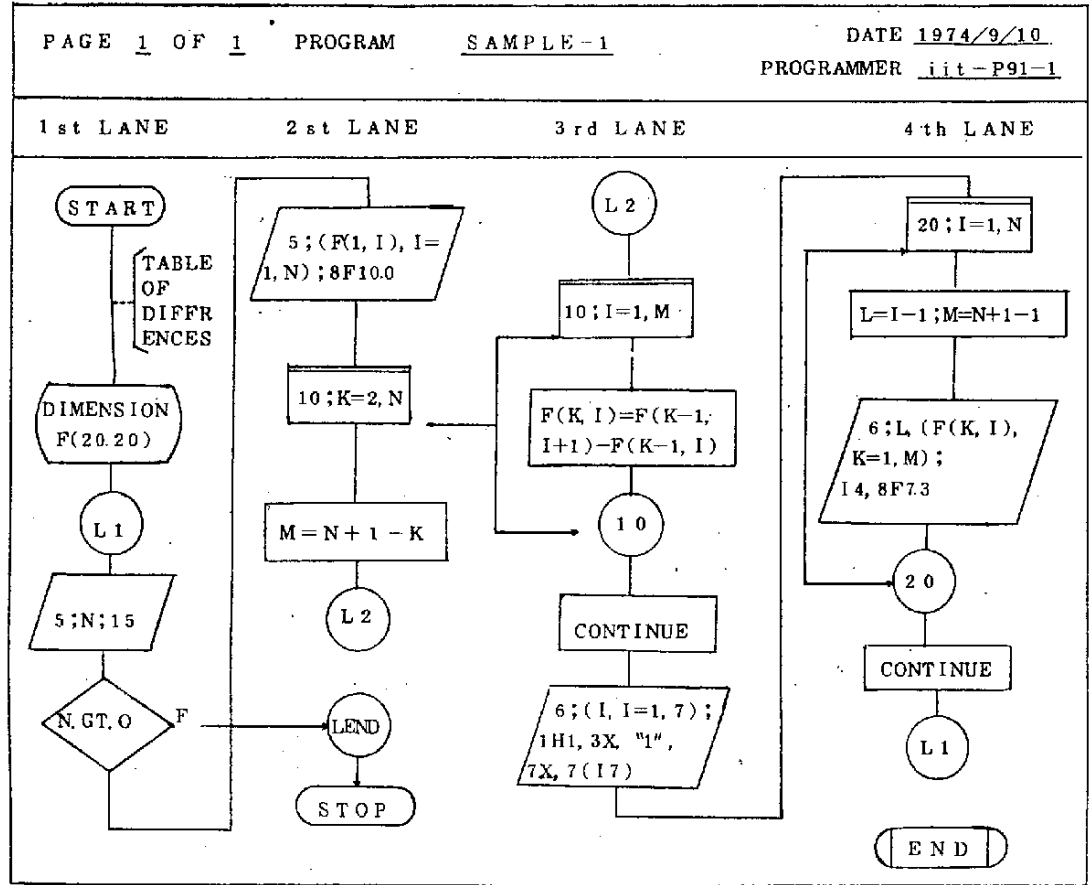 PAGE 1 OF 1 PROGRAM SAMPLE-1 DATE 1974/9/10
PROGRAMMER iit-P91-1
1st LANE 2st LANE 3rd LANE 4th LANE
START
TABLE
OF
DIFFR
ENCES
DIMENSION
F(20.20)
L1
5;N;15
N.GT.O F
5;(F(1,I),I=
1,N);8F10.0
10;K=2,N
M=N+1-K
L2
LEND
STOP
L2
10;I=1,M
F(K,I)=F(K-1,
I+1)-F(K-1,I)
10
CONTINUE
6;(I,I=1,7);
1H1,3X,"1",
7X,7(I7)
20;I=1,N
L=I-1;M=N+1-1
6;L,(F(K,I),
K=1,M);
I4,8F7.3
20
CONTINUE
L1
END